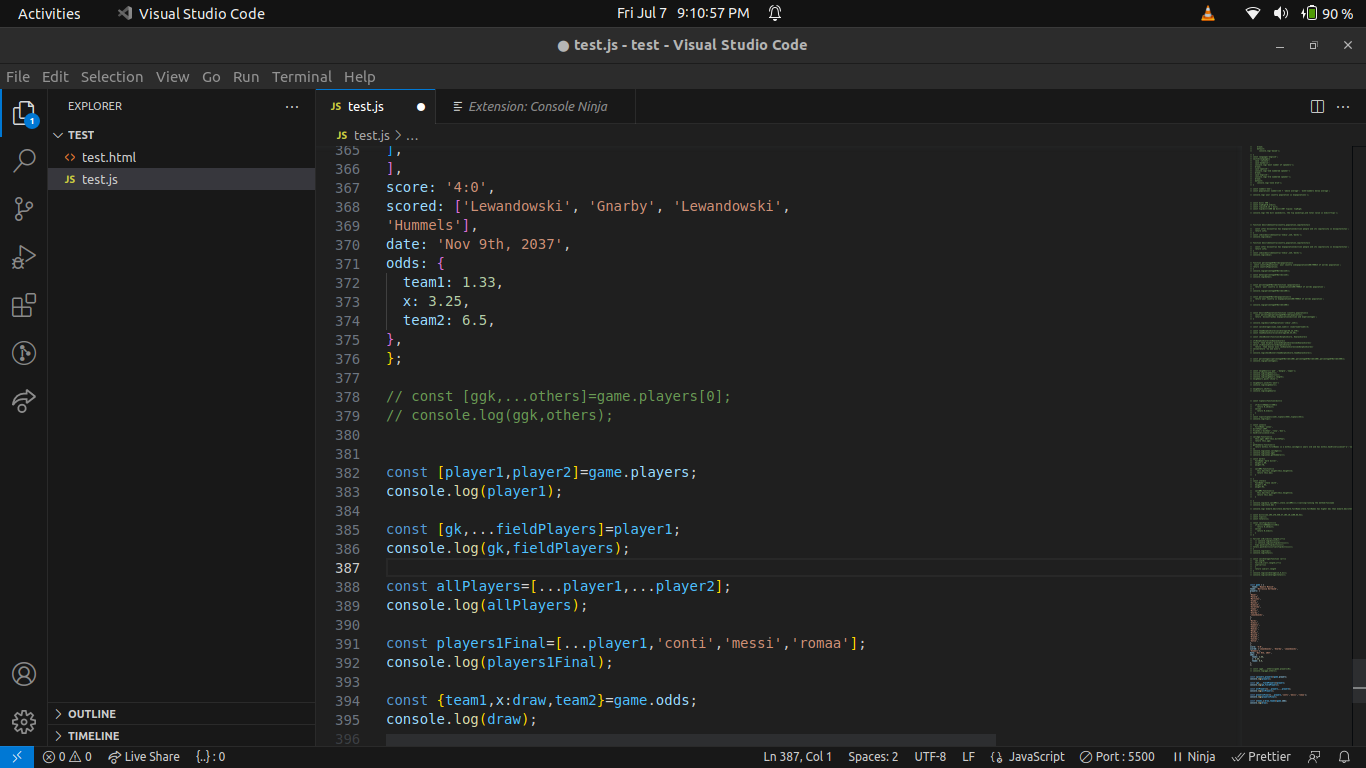 Activities Visual Studio Code Fri Jul 7 9:10:57 PM 90 %
test.js - test - Visual Studio Code
File Edit Selection View Go Run Terminal Help
EXPLORER
JS test.js Extension: Console Ninja
1
TEST
JS test.js > ...
test.html
JS test.js
365 ],
366 ],
367 score: '4:0',
368 scored: ['Lewandowski', 'Gnarby', 'Lewandowski',
369 'Hummels'],
370 date: 'Nov 9th, 2037',
371 odds: {
372 team1: 1.33,
373 x: 3.25,
374 team2: 6.5,
375 },
376 };
377
378 // const [ggk,...others]=game.players[0];
379 // console.log(ggk,others);
380
381
382 const [player1,player2]=game.players;
383 console.log(player1);
384
385 const [gk,...fieldPlayers]=player1;
386 console.log(gk,fieldPlayers);
387
388 const allPlayers=[...player1,...player2];
389 console.log(allPlayers);
390
391 const players1Final=[...player1,'conti','messi','romaa'];
392 console.log(players1Final);
393
394 const {team1,x:draw,team2}=game.odds;
395 console.log(draw);
396
OUTLINE
TIMELINE
0 0 Live Share {..} : 0 Ln 387, Col 1 Spaces: 2 UTF-8 LF {} JavaScript Port : 5500 Ninja Prettier